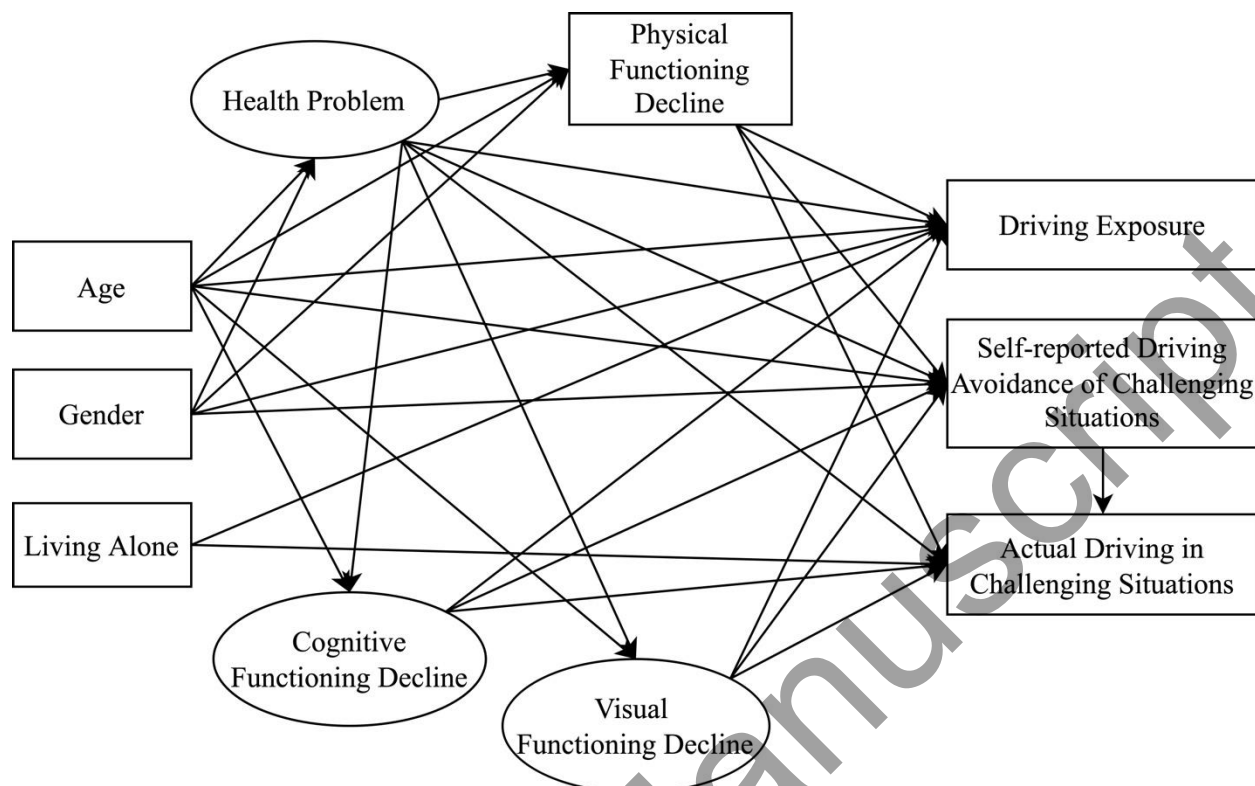 Physical
Functioning
Decline
Health Problem
Driving Exposure
Age
Self-reported Driving
Avoidance of Challenging
Situations
Gender
Living Alone
Actual Driving in
Challenging Situations
Cognitive
Functioning Decline
Visual
Functioning Decline
anuscript